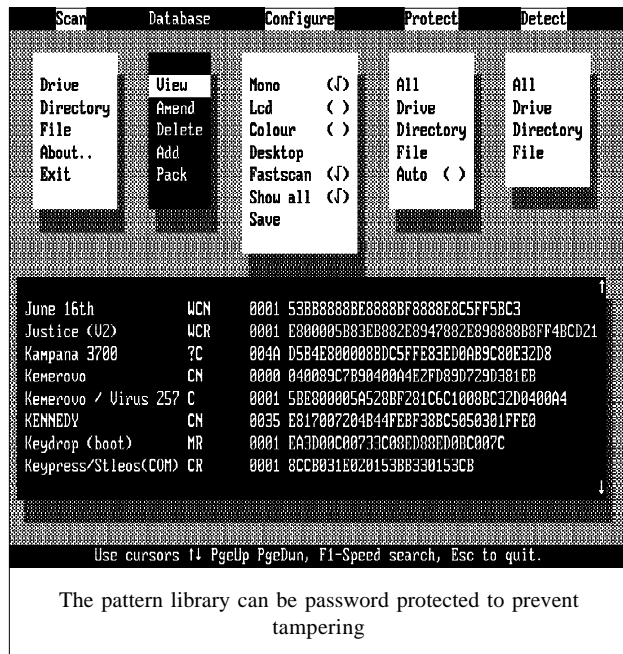 Scan Database Configure Protect Detect
Drive
Directory
File
About..
Exit
View
Amend
Delete
Add
Pack
Mono (√)
Lcd ( )
Colour ( )
Desktop
Fastscan (√)
Show all (√)
Save
All
Drive
Directory
File
Auto ( )
All
Drive
Directory
File
↑
June 16th WCN 0001 53BB8888BE8888BF8888E8C5FF5BC3
Justice (V2) WCR 0001 E800005B83EB882E8947882E898888B8FF4BCD21
Kampana 3700 ?C 004A D5B4E800008BDC5FFE83ED0AB9C80E32D8
Kemerovo CN 0000 040089C7B90400A4E2FD89D729D381EB
Kemerovo / Virus 257 C 0001 5BE800005A528BF281C6C1008BC32D0400A4
KENNEDY CN 0035 E817007204B44FEBF38BC5050301FFE0
Keydrop (boot) MR 0001 EA3D00C00733C08ED88ED0BC007C
Keypress/Stleos(COM) CR 0001 8CCB031E020153BB330153CB
↓
Use cursors ↑↓ PgeUp PgeDwn, F1-Speed search, Esc to quit.
The pattern library can be password protected to prevent
tampering